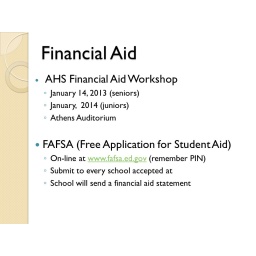 Financial Aid
AHS Financial Aid Workshop
January 14, 2013 (seniors)
January, 2014 (juniors)
Athens Auditorium
FAFSA (Free Application for Student Aid)
On-line at www.fafsa.ed.gov (remember PIN)
Submit to every school accepted at
School will send a financial aid statement